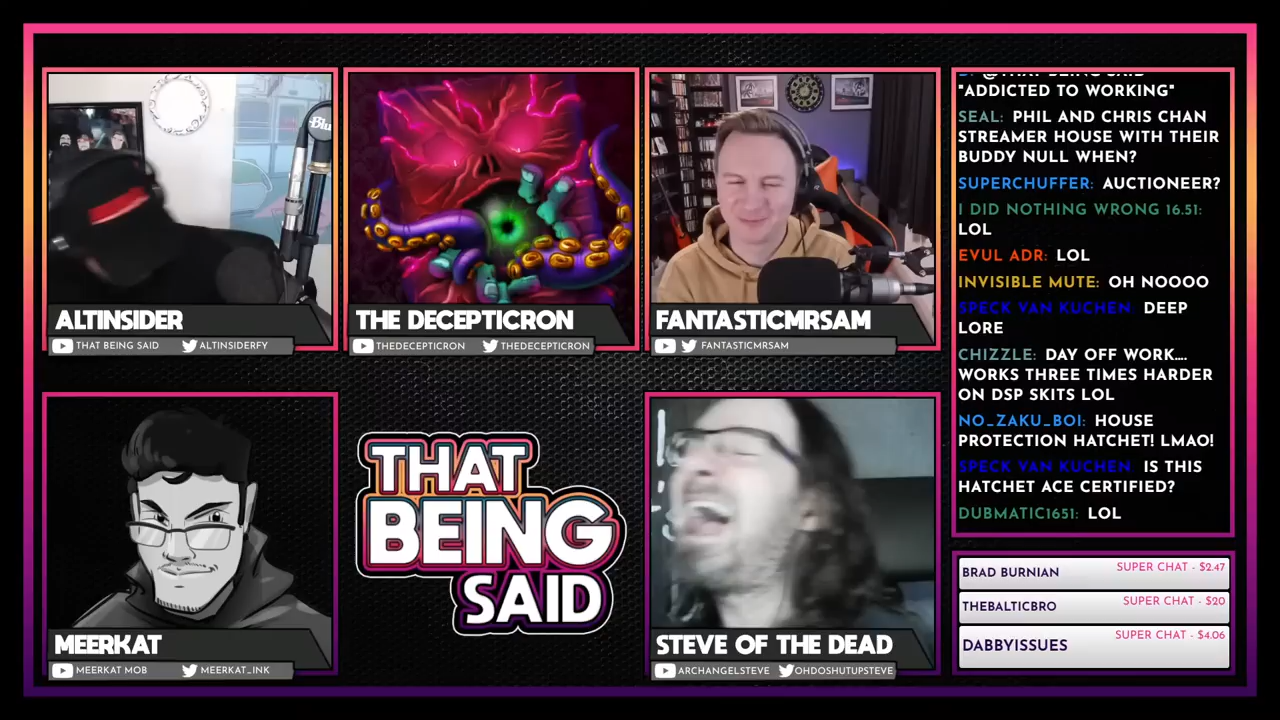 Blu
ALTINSIDER
THAT BEING SAID
ALTINSIDERFY
THE DECEPTICRON
THEDECEPTICRON
THEDECEPTICRON
FANTASTICMRSAM
FANTASTICMRSAM
MEERKAT
MEERKAT MOB
MEERKAT_INK
THAT
BEING
SAID
STEVE OF THE DEAD
ARCHANGELSTEVE
OHDOSHUTUPSTEVE
"ADDICTED TO WORKING"
SEAL: PHIL AND CHRIS CHAN
STREAMER HOUSE WITH THEIR
BUDDY NULL WHEN?
SUPERCHUFFER: AUCTIONEER?
I DID NOTHING WRONG 16.51:
LOL
EVUL ADR: LOL
INVISIBLE MUTE: OH NOOOO
SPECK VAN KUCHEN: DEEP
LORE
CHIZZLE: DAY OFF WORK....
WORKS THREE TIMES HARDER
ON DSP SKITS LOL
NO_ZAKU_BOI: HOUSE
PROTECTION HATCHET! LMAO!
SPECK VAN KUCHEN: IS THIS
HATCHET ACE CERTIFIED?
DUBMATIC1651: LOL
BRAD BURNIAN
SUPER CHAT - $2.47
THEBALTICBRO
SUPER CHAT - $20
DABBYISSUES
SUPER CHAT - $4.06